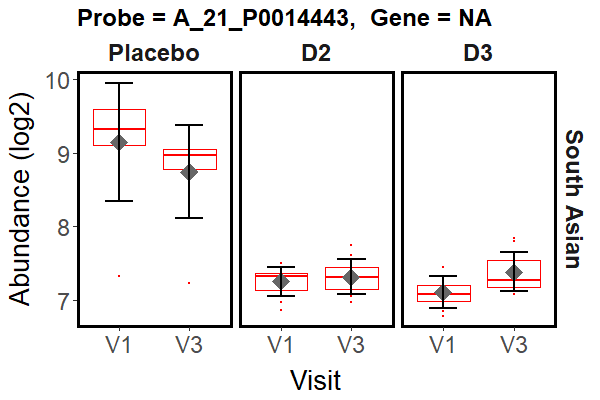 Probe = A_21_P0014443,  Gene = NA
Placebo
D2
D3
Abundance (log2)
10
9
8
7
South Asian
V1
V3
V1
V3
V1
V3
Visit